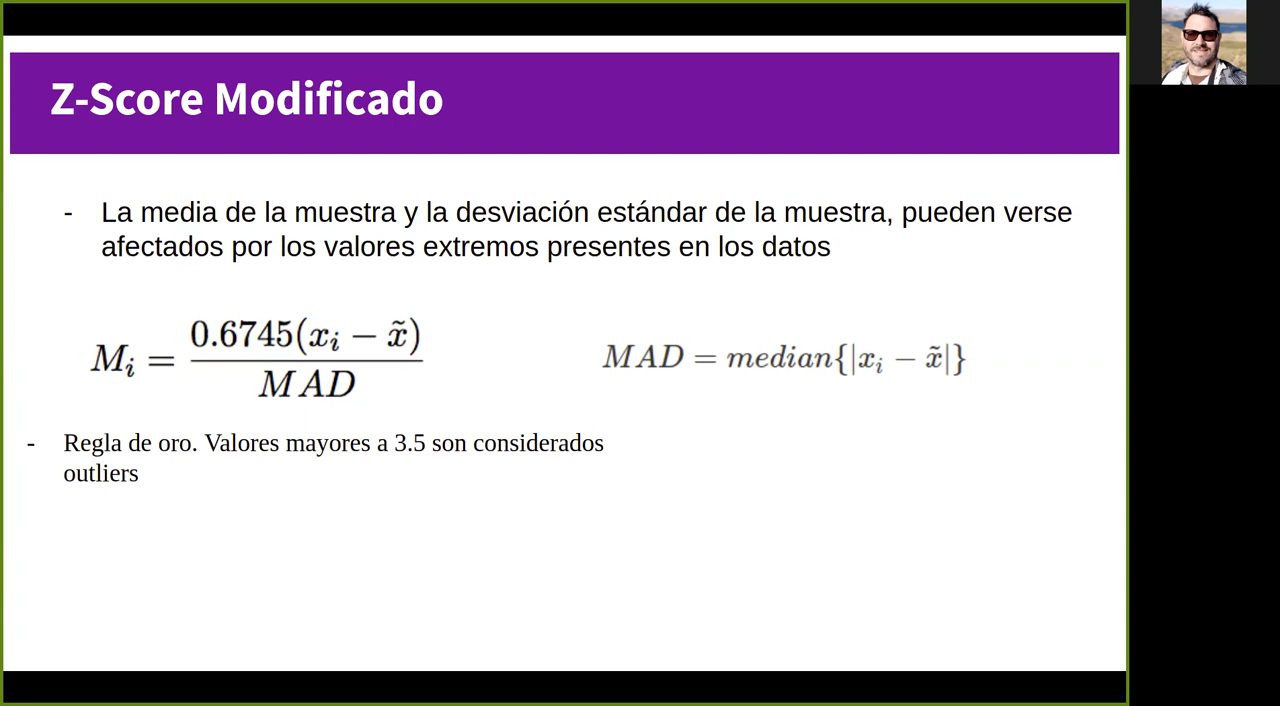 Z-Score Modificado
- La media de la muestra y la desviación estándar de la muestra, pueden verse
afectados por los valores extremos presentes en los datos
M_i = \frac{0.6745(x_i − x̃)}{MAD}
MAD = median{|x_i − x̃|}
- Regla de oro. Valores mayores a 3.5 son considerados
outliers